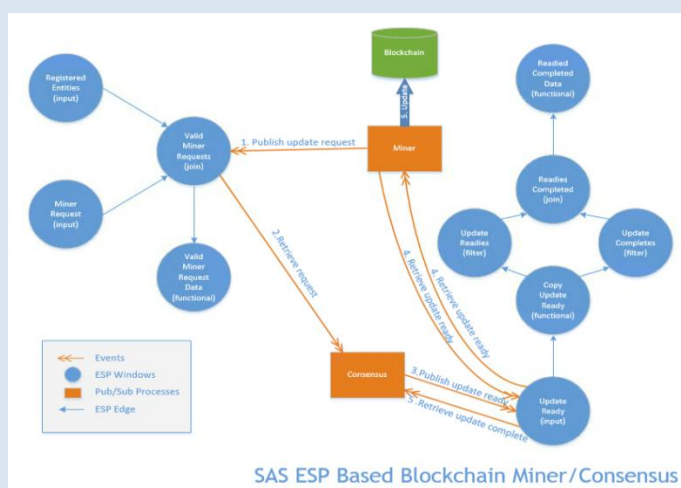 Registered
Entities
(input)
Miner
Request
(input)
Valid
Miner
Requests
(join)
Valid
Miner
Request
Data
(functional)
1. Publish update request
Blockchain
5. Update
Miner
2.Retrieve request
4. Retrieve update ready
4. Retrieve update ready
Consensus
3.Publish update ready
5.Retrieve update complete
Readied
Completed
Data
(functional)
Readies
Completed
(join)
Update
Readies
(filter)
Update
Completes
(filter)
Copy
Update
Ready
(functional)
Update
Ready
(input)
Events
ESP Windows
Pub/Sub Processes
ESP Edge
SAS ESP Based Blockchain Miner/Consensus